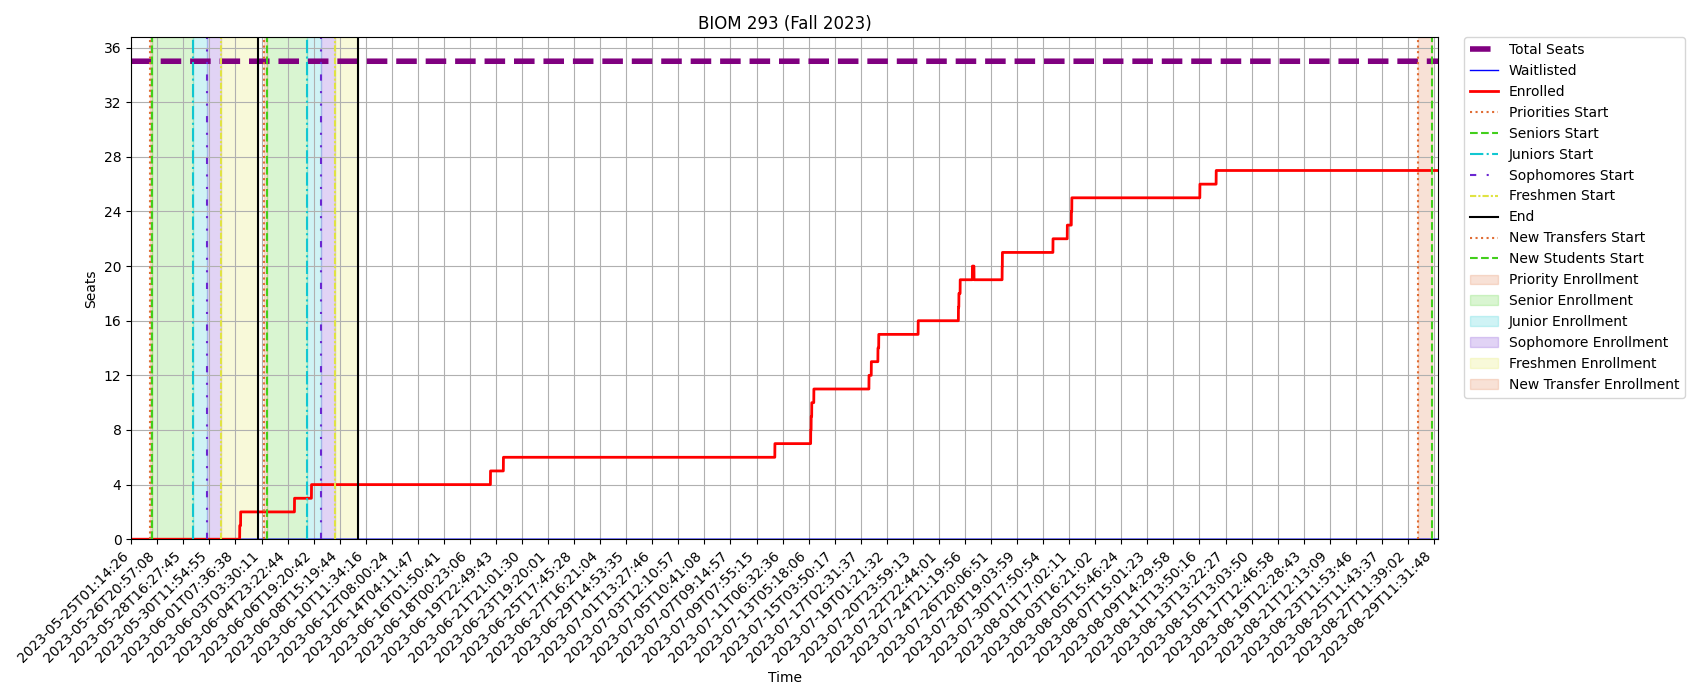 BIOM 293 (Fall 2023)
36
32
28
24
20
16
12
8
4
0
Seats
2023-05-25T01:14:26
2023-05-26T20:57:08
2023-05-28T16:27:45
2023-05-30T11:54:55
2023-06-01T07:36:38
2023-06-03T03:30:11
2023-06-04T23:22:44
2023-06-06T19:20:42
2023-06-08T15:19:44
2023-06-10T11:34:16
2023-06-12T08:00:24
2023-06-14T04:11:47
2023-06-16T01:50:41
2023-06-18T00:23:06
2023-06-19T22:49:43
2023-06-21T21:01:30
2023-06-23T19:20:01
2023-06-25T17:45:28
2023-06-27T16:21:04
2023-06-29T14:53:35
2023-07-01T13:27:46
2023-07-03T12:10:57
2023-07-05T10:41:08
2023-07-07T09:14:57
2023-07-09T07:55:15
2023-07-11T06:32:36
2023-07-13T05:18:06
2023-07-15T03:50:17
2023-07-17T02:31:37
2023-07-19T01:21:32
2023-07-20T23:59:13
2023-07-22T22:44:01
2023-07-24T21:19:56
2023-07-26T20:06:51
2023-07-28T19:03:59
2023-07-30T17:50:54
2023-08-01T17:02:11
2023-08-03T16:21:02
2023-08-05T15:46:24
2023-08-07T15:01:23
2023-08-09T14:29:58
2023-08-11T13:50:16
2023-08-13T13:22:27
2023-08-15T13:03:50
2023-08-17T12:46:58
2023-08-19T12:28:43
2023-08-21T12:13:09
2023-08-23T11:53:46
2023-08-25T11:43:37
2023-08-27T11:39:02
2023-08-29T11:31:48
Time
Total Seats
Waitlisted
Enrolled
Priorities Start
Seniors Start
Juniors Start
Sophomores Start
Freshmen Start
End
New Transfers Start
New Students Start
Priority Enrollment
Senior Enrollment
Junior Enrollment
Sophomore Enrollment
Freshmen Enrollment
New Transfer Enrollment